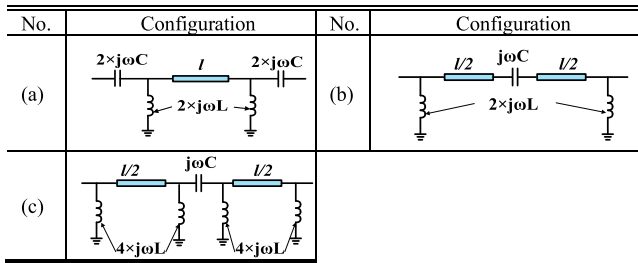 No. Configuration No. Configuration
(a) 2×jωC l 2×jωC
2×jωL
(b) l/2 jωC l/2
2×jωL
(c) l/2 jωC l/2
4×jωL 4×jωL